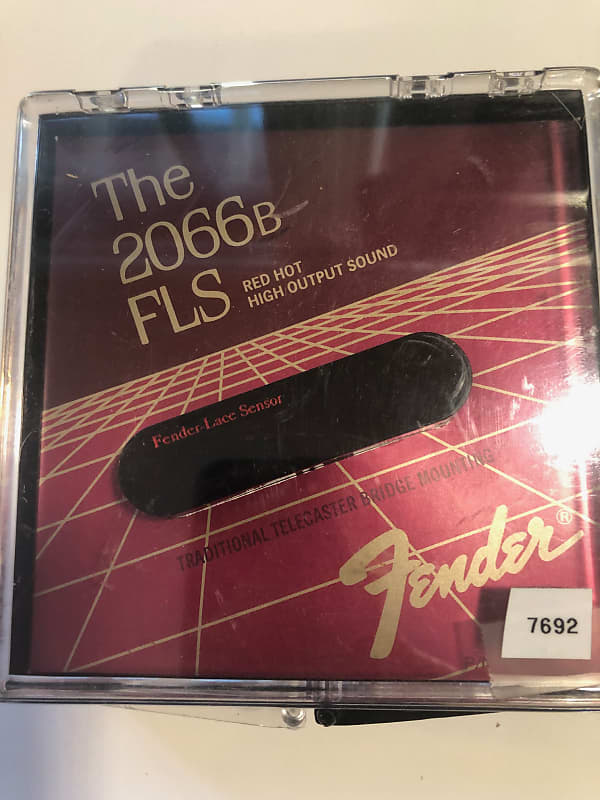 The
2066B
FLS
RED HOT
HIGH OUTPUT SOUND
Fender-Lace Sensor
TRADITIONAL TELECASTER BRIDGE MOUNTING
Fender®
7692